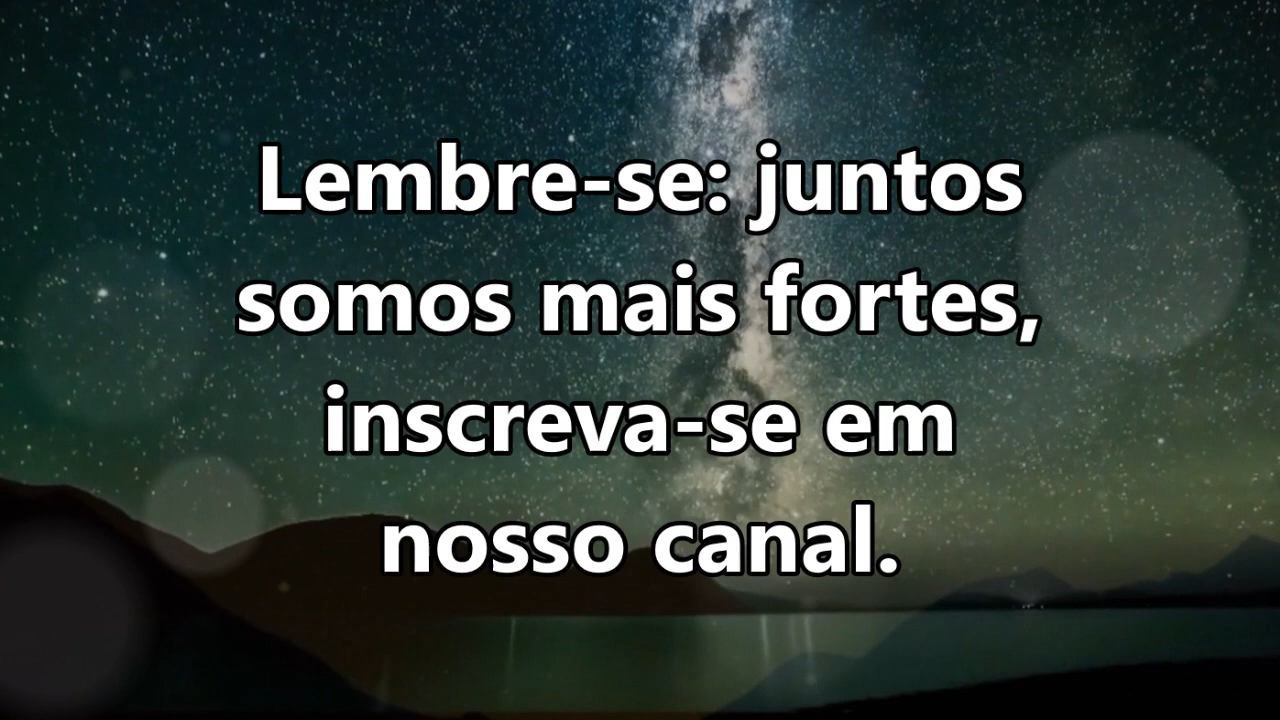 Lembre-se: juntos
somos mais fortes,
inscreva-se em
nosso canal.